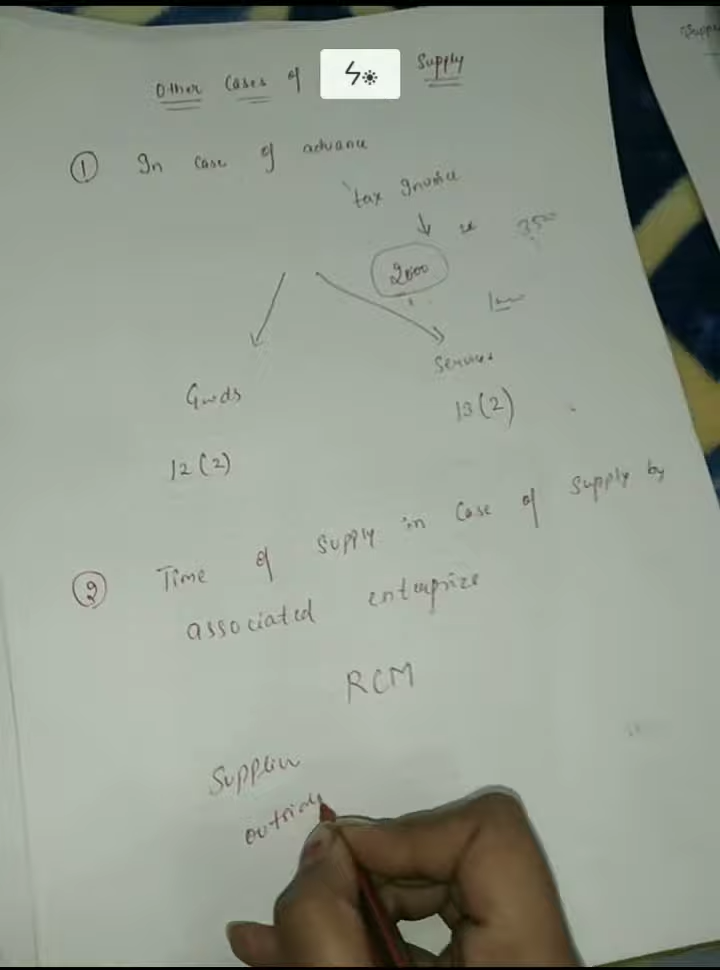 Other Cases of Supply
① In case of advance
tax Invoice
2000
Goods
Services
12 (2)
13 (2)
② Time of supply in Case of supply by
associated enterprize
RCM
Supplier